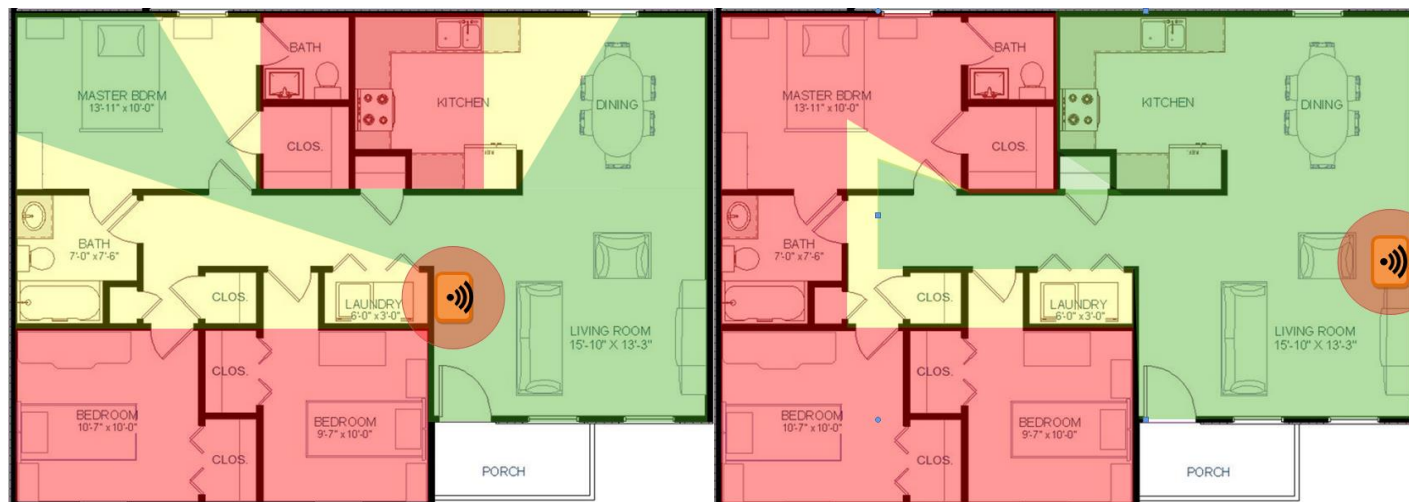 BATH
MASTER BDRM
13'-11" x 10'-0"
KITCHEN
DINING
CLOS.
BATH
7'-0" x 7'-6"
CLOS.
LAUNDRY
6'-0" x 3'-0"
LIVING ROOM
15'-10" X 13'-3"
CLOS.
BEDROOM
10'-7" x 10'-0"
BEDROOM
9'-7" x 10'-0"
CLOS.
PORCH
BATH
MASTER BDRM
13'-11" x 10'-0"
KITCHEN
DINING
CLOS.
BATH
7'-0" x 7'-6"
CLOS.
LAUNDRY
6'-0" x 3'-0"
LIVING ROOM
15'-10" X 13'-3"
CLOS.
BEDROOM
10'-7" x 10'-0"
BEDROOM
9'-7" x 10'-0"
CLOS.
PORCH